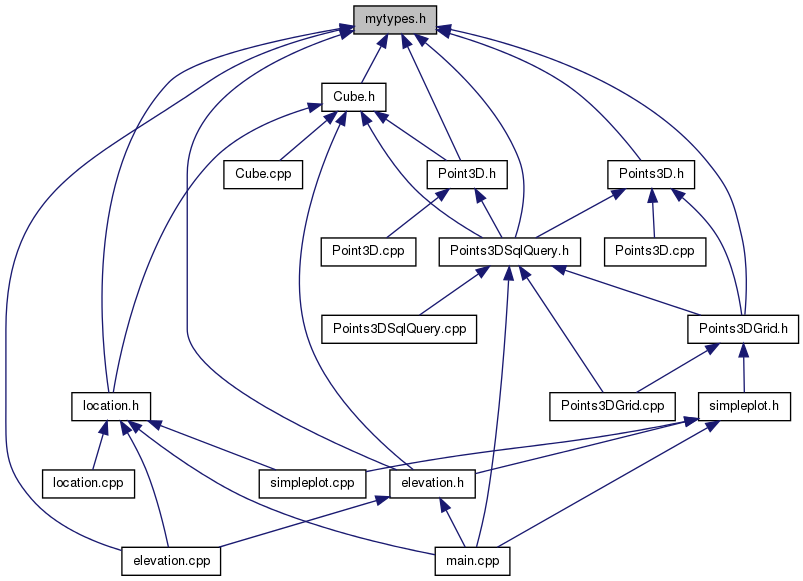 mytypes.h
Cube.h
Cube.cpp
Point3D.h
Points3D.h
Point3D.cpp
Points3DSqlQuery.h
Points3D.cpp
Points3DSqlQuery.cpp
Points3DGrid.h
location.h
Points3DGrid.cpp
simpleplot.h
location.cpp
simpleplot.cpp
elevation.h
elevation.cpp
main.cpp